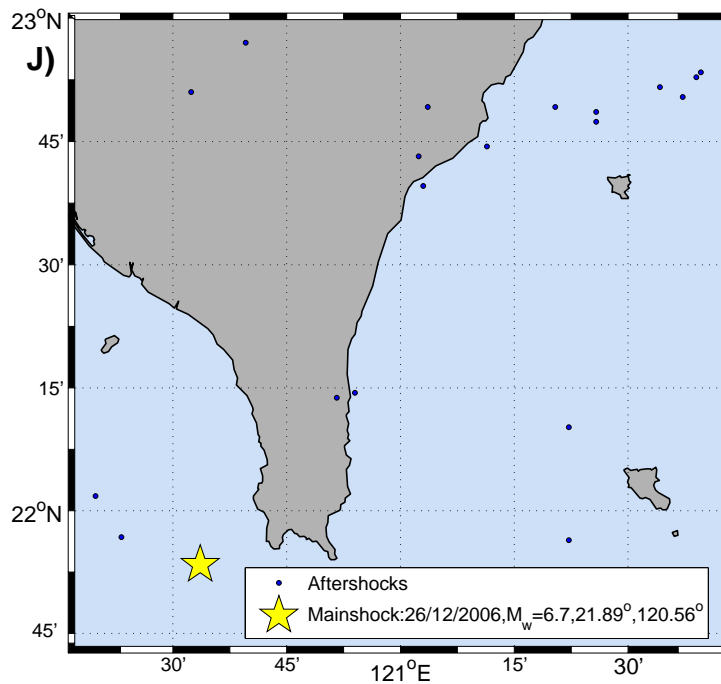 23°N
J)
45’
30’
15’
22°N
45’
Aftershocks
Mainshock:26/12/2006,M_w=6.7,21.89°,120.56°
30’ 45’ 121°E 15’ 30’